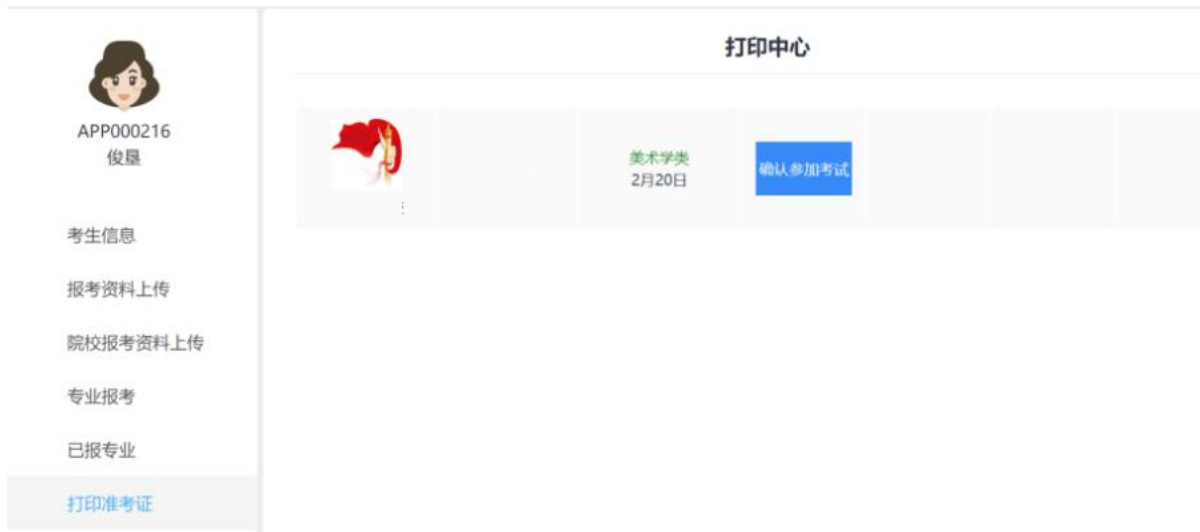 打印中心
APP000216
俊垦
美术学类
2月20日
确认参加考试
考生信息
报考资料上传
院校报考资料上传
专业报考
已报专业
打印准考证